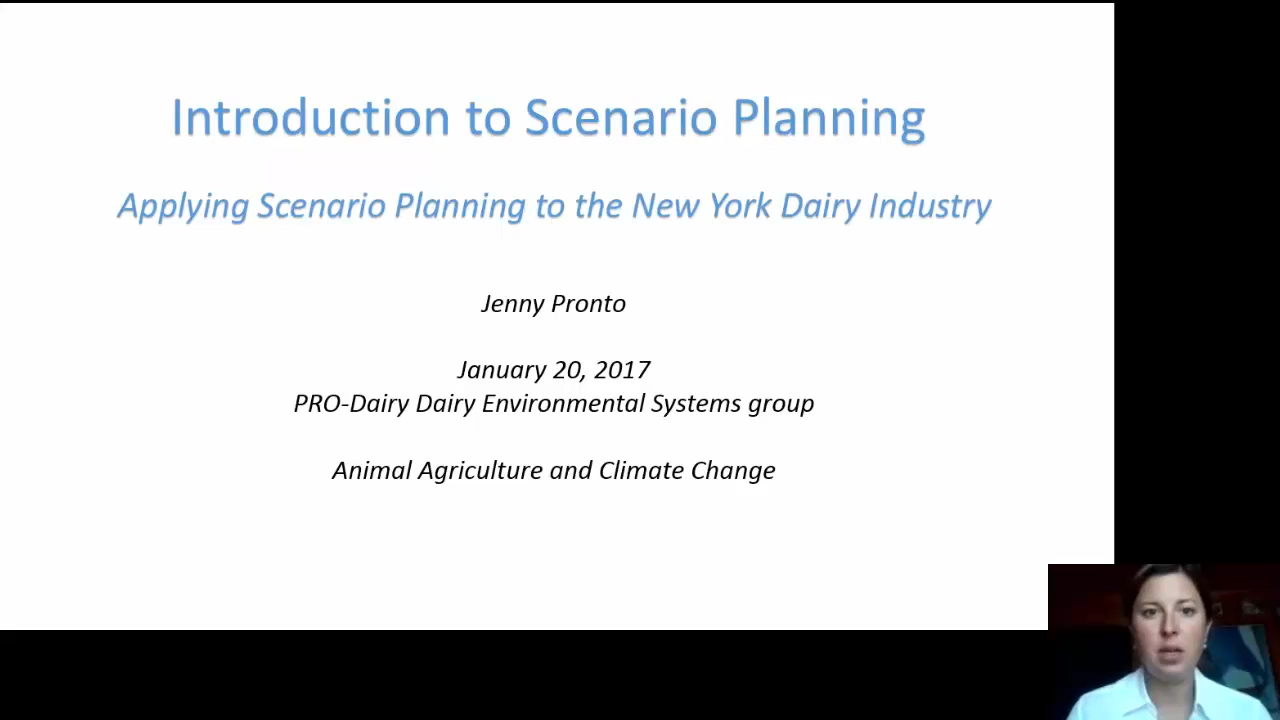 Introduction to Scenario Planning
Applying Scenario Planning to the New York Dairy Industry
Jenny Pronto
January 20, 2017
PRO-Dairy Dairy Environmental Systems group
Animal Agriculture and Climate Change